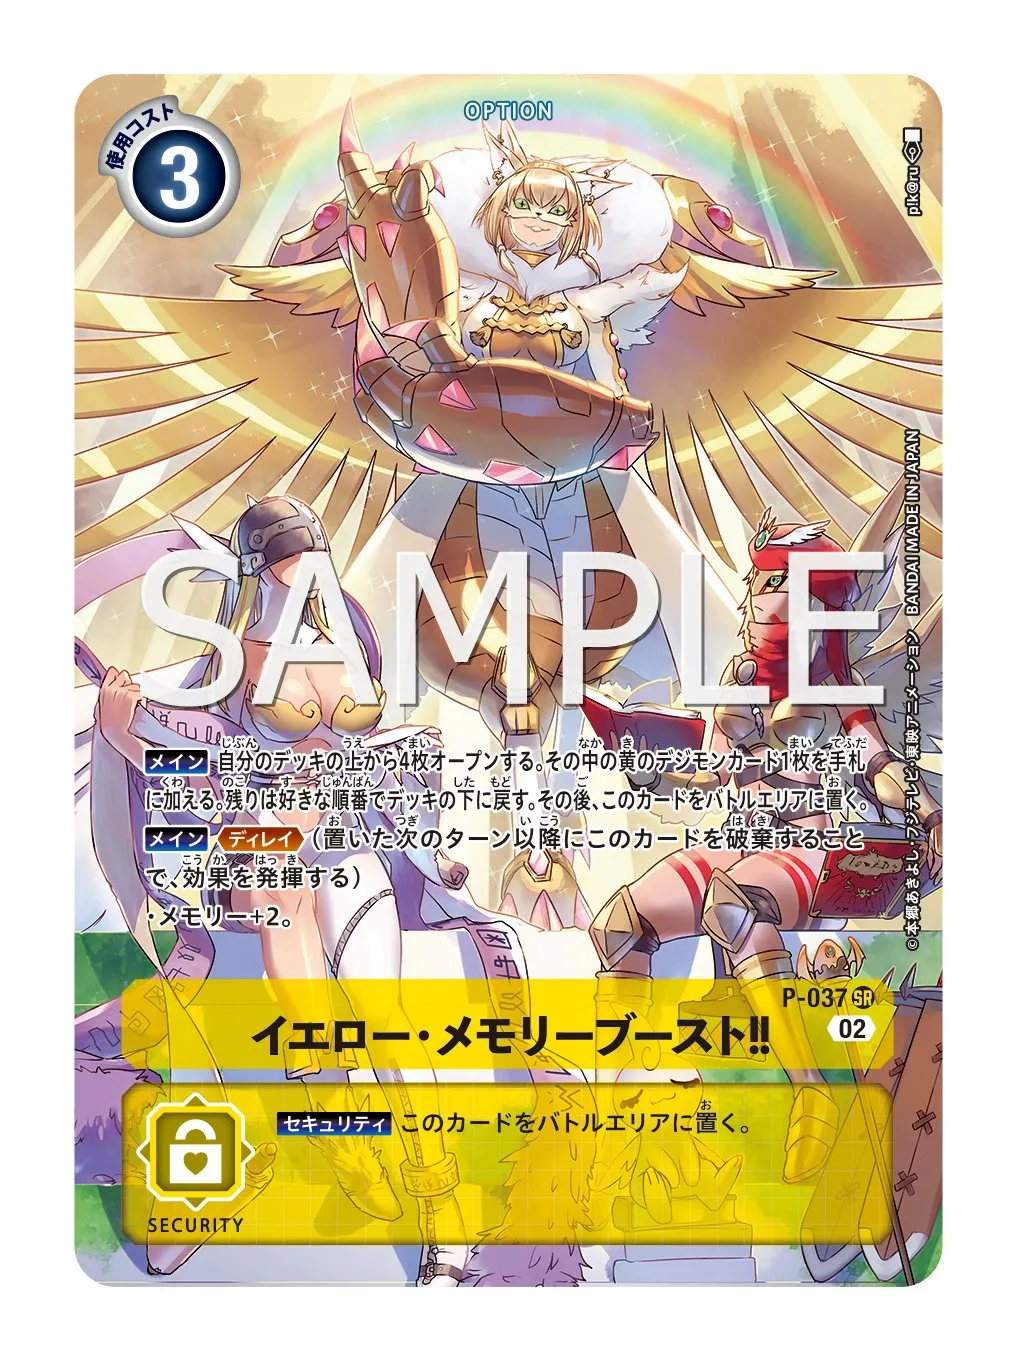 OPTION
使用コスト
3
p!k@ru
SAMPLE
メイン 自分のデッキの上から4枚オープンする。その中の黄のデジモンカード1枚を手札
に加える。残りは好きな順番でデッキの下に戻す。その後、このカードをバトルエリアに置く。
メイン ディレイ（置いた次のターン以降にこのカードを破棄すること
で、効果を発揮する）
・メモリー+2。
©本郷あきよし・フジテレビ・東映アニメーション BANDAI MADE IN JAPAN
P-037 SR
イエロー・メモリーブースト!!
02
セキュリティ このカードをバトルエリアに置く。
SECURITY